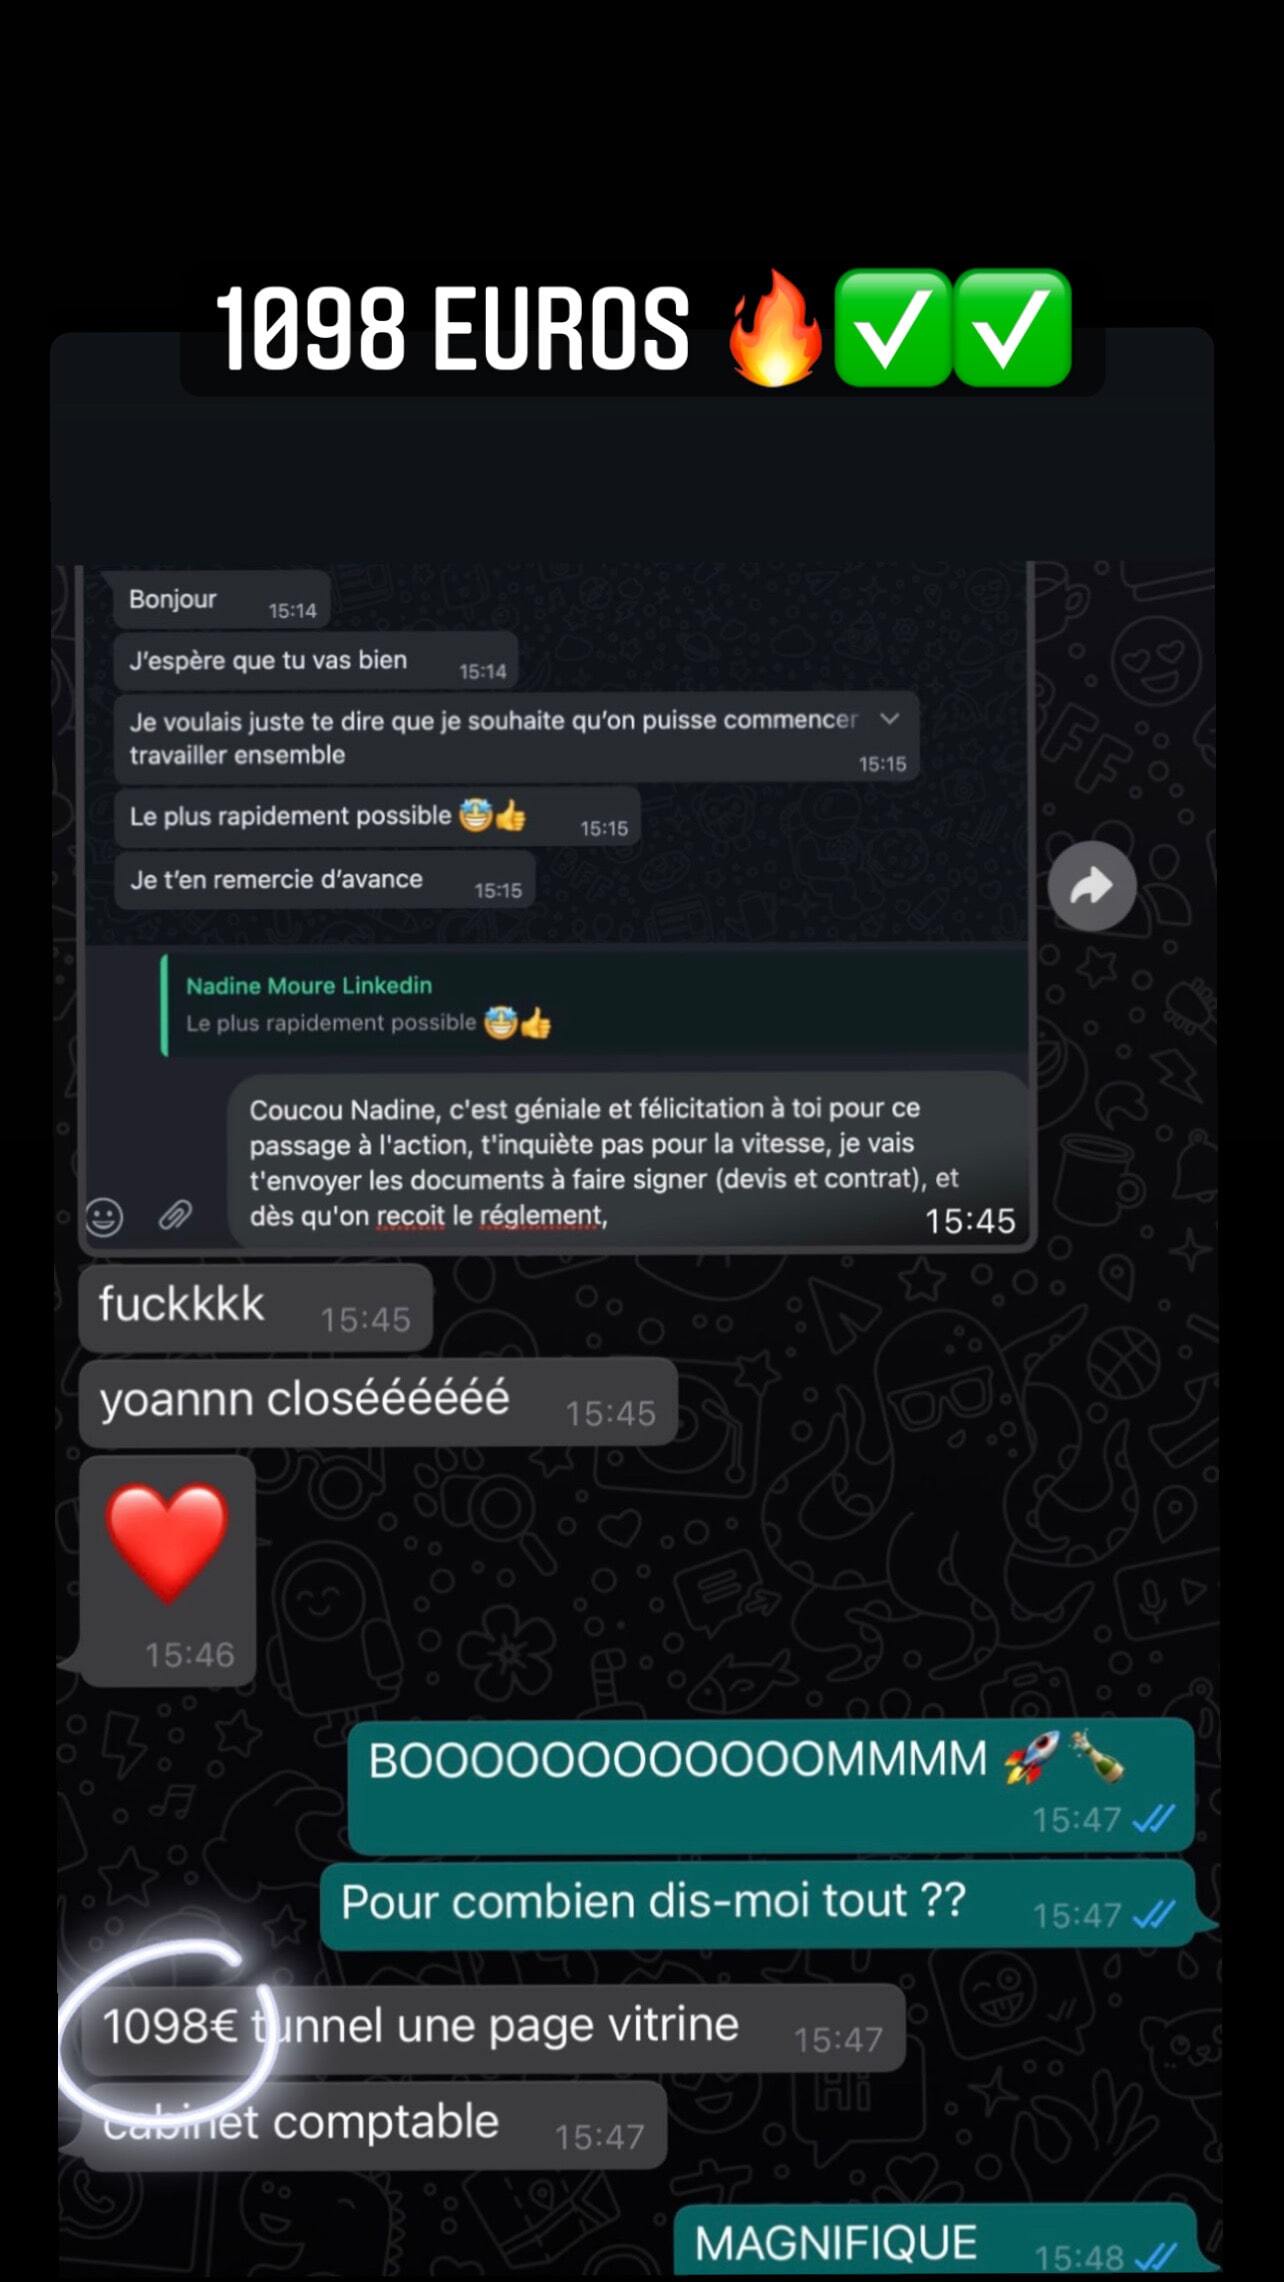 1098 EUROS 🔥✅✅
Bonjour 15:14
J'espère que tu vas bien 15:14
Je voulais juste te dire que je souhaite qu'on puisse commencer
travailler ensemble 15:15
Le plus rapidement possible 🤩👍 15:15
Je t'en remercie d'avance 15:15
Nadine Moure Linkedin
Le plus rapidement possible 🤩👍
Coucou Nadine, c'est géniale et félicitation à toi pour ce
passage à l'action, t'inquiète pas pour la vitesse, je vais
t'envoyer les documents à faire signer (devis et contrat), et
dès qu'on recoit le réglement,
15:45
fuckkkk 15:45
yoannn closéééééé 15:45
❤️
15:46
BOOOOOOOOOOOOOMMMM 🚀🍾
15:47
Pour combien dis-moi tout ?? 15:47
1098€ tunnel une page vitrine 15:47
cabinet comptable 15:47
MAGNIFIQUE 15:48